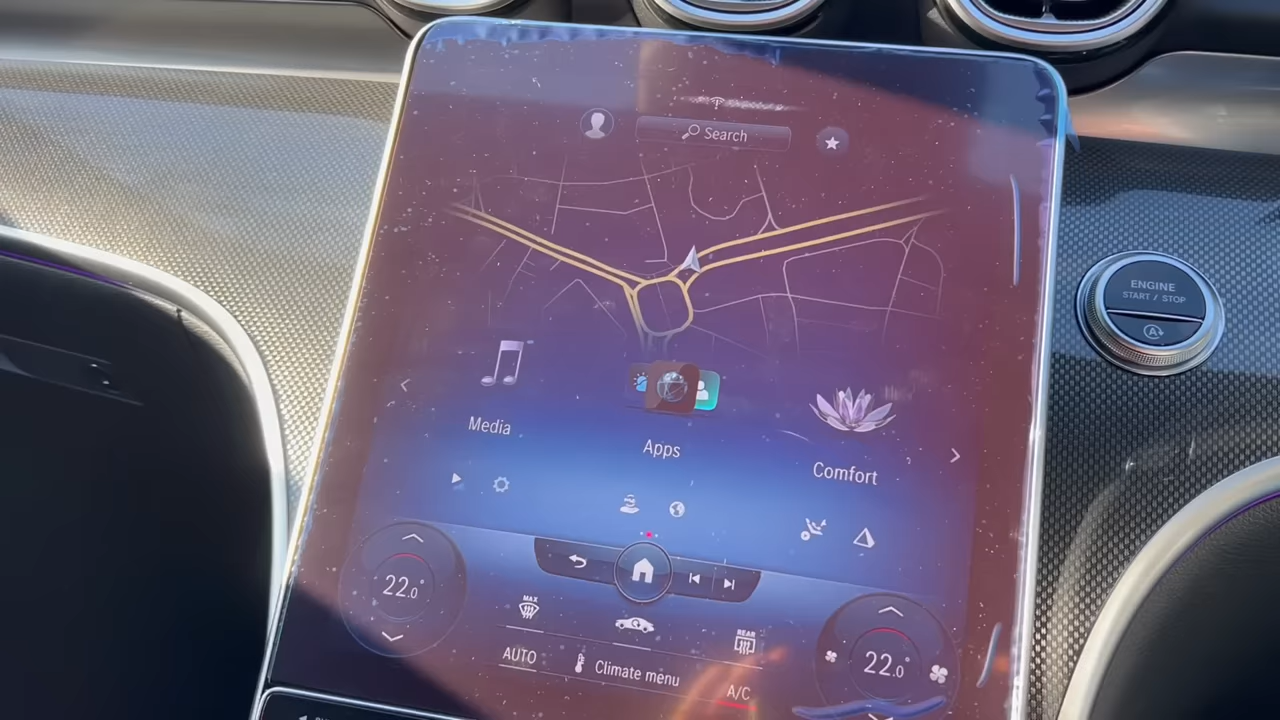 Search
ENGINE
START / STOP
A
Media
Apps
Comfort
22.0°
MAX
REAR
22.0°
AUTO
Climate menu
A/C